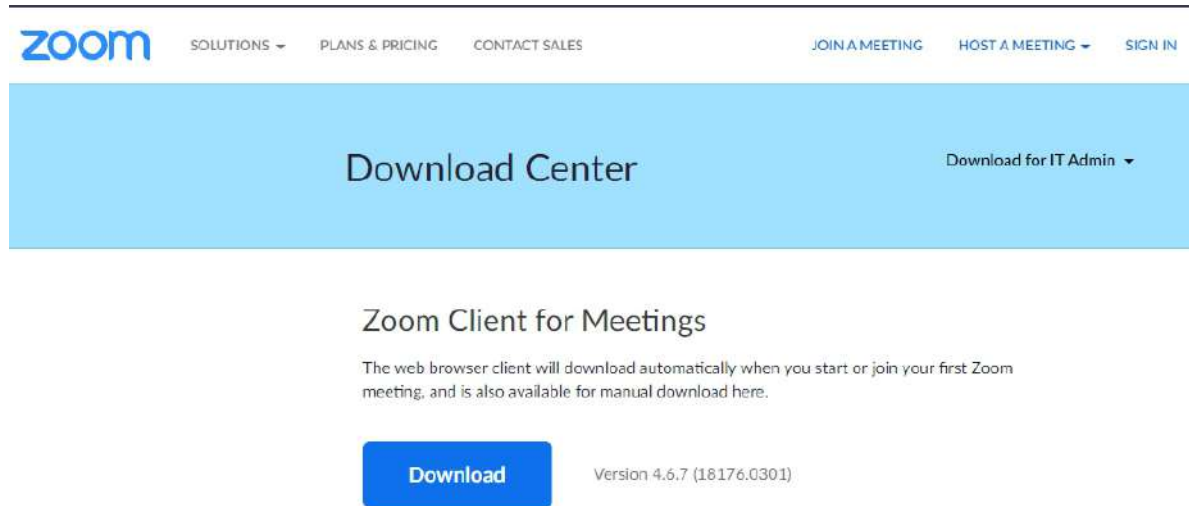 zoom SOLUTIONS PLANS & PRICING CONTACT SALES JOIN A MEETING HOST A MEETING SIGN IN
Download Center Download for IT Admin
Zoom Client for Meetings
The web browser client will download automatically when you start or join your first Zoom
meeting, and is also available for manual download here.
Download Version 4.6.7 (18176.0301)